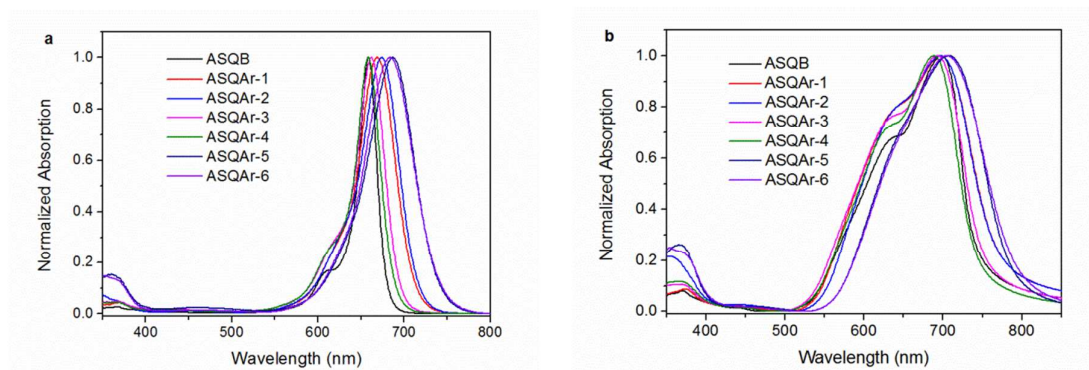 a
ASQB
ASQAr-1
ASQAr-2
ASQAr-3
ASQAr-4
ASQAr-5
ASQAr-6
Normalized Absorption
1.0
0.8
0.6
0.4
0.2
0.0
400 500 600 700 800
Wavelength (nm)
b
ASQB
ASQAr-1
ASQAr-2
ASQAr-3
ASQAr-4
ASQAr-5
ASQAr-6
Normalized Absorption
1.0
0.8
0.6
0.4
0.2
0.0
400 500 600 700 800
Wavelength (nm)